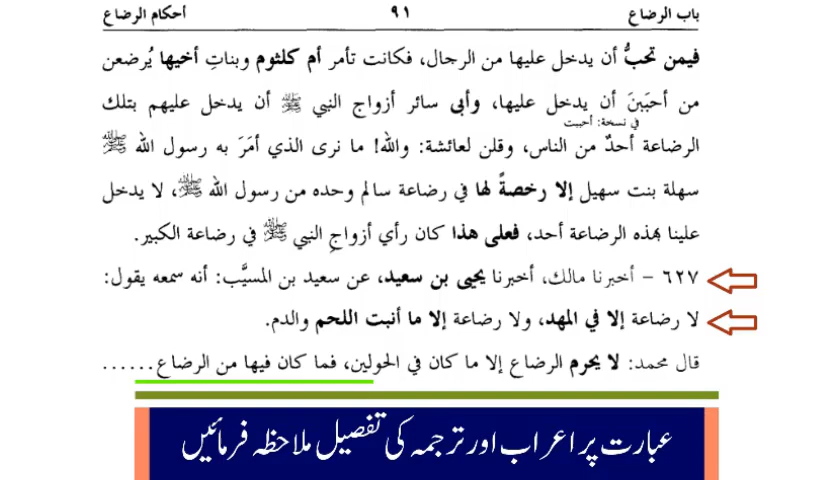 باب الرضاع ٩١ أحكام الرضاع
فيمن تحبُّ أن يدخل عليها من الرجال، فكانت تأمر أم كلثوم وبناتِ أخيها يُرضعن
من أحبَبنَ أن يدخل عليها، وأبى سائر أزواج النبي ﷺ أن يدخل عليهم بتلك
في نسخة: أحببت
الرضاعة أحدٌ من الناس، وقلن لعائشة: والله! ما نرى الذي أمَرَ به رسول الله ﷺ
سهلة بنت سهيل إلا رخصةً لها في رضاعة سالم وحده من رسول الله ﷺ، لا يدخل
علينا بهذه الرضاعة أحد، فعلى هذا كان رأي أزواجِ النبي ﷺ في رضاعة الكبير.
٦٢٧ – أخبرنا مالك، أخبرنا يحيى بن سعيد، عن سعيد بن المسيَّب: أنه سمعه يقول:
لا رضاعة إلا في المهد، ولا رضاعة إلا ما أنبت اللحم والدم.
قال محمد: لا يحرم الرضاع إلا ما كان في الحولين، فما كان فيها من الرضاع......
عبارت پر اعراب اور ترجمہ کی تفصیل ملاحظہ فرمائیں